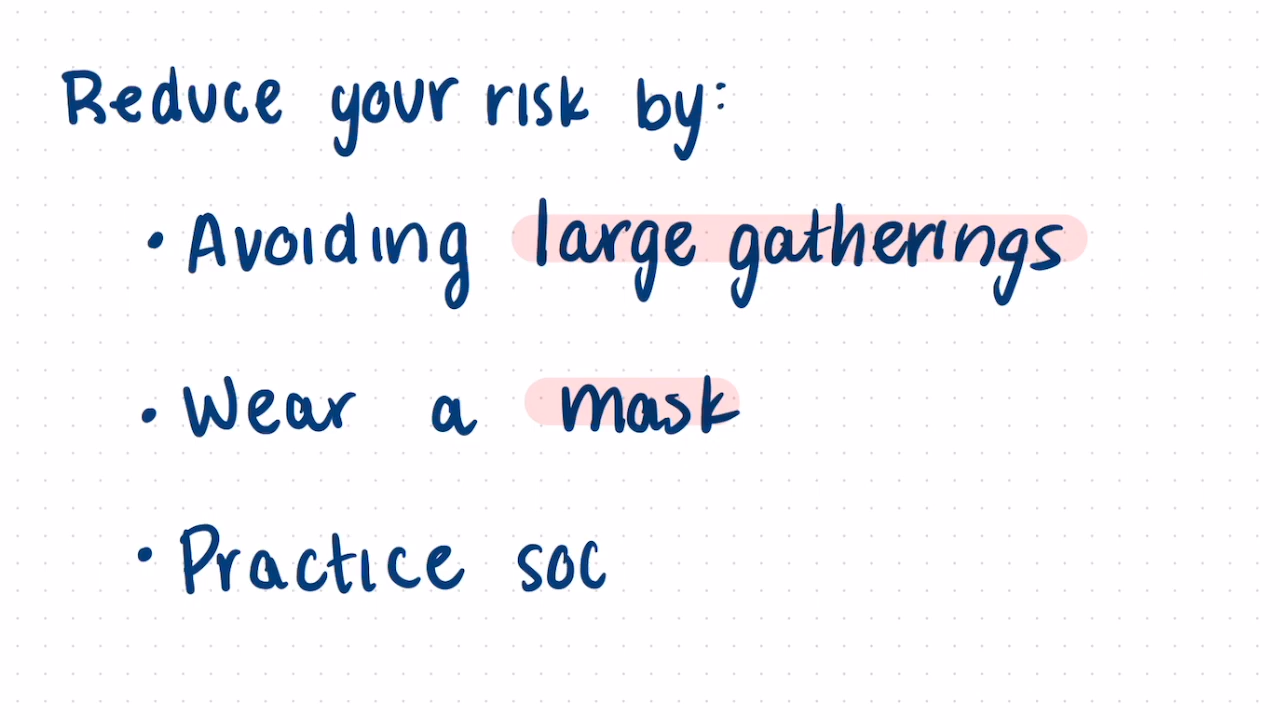 Reduce your risk by:
• Avoiding large gatherings
• Wear a mask
• Practice soc